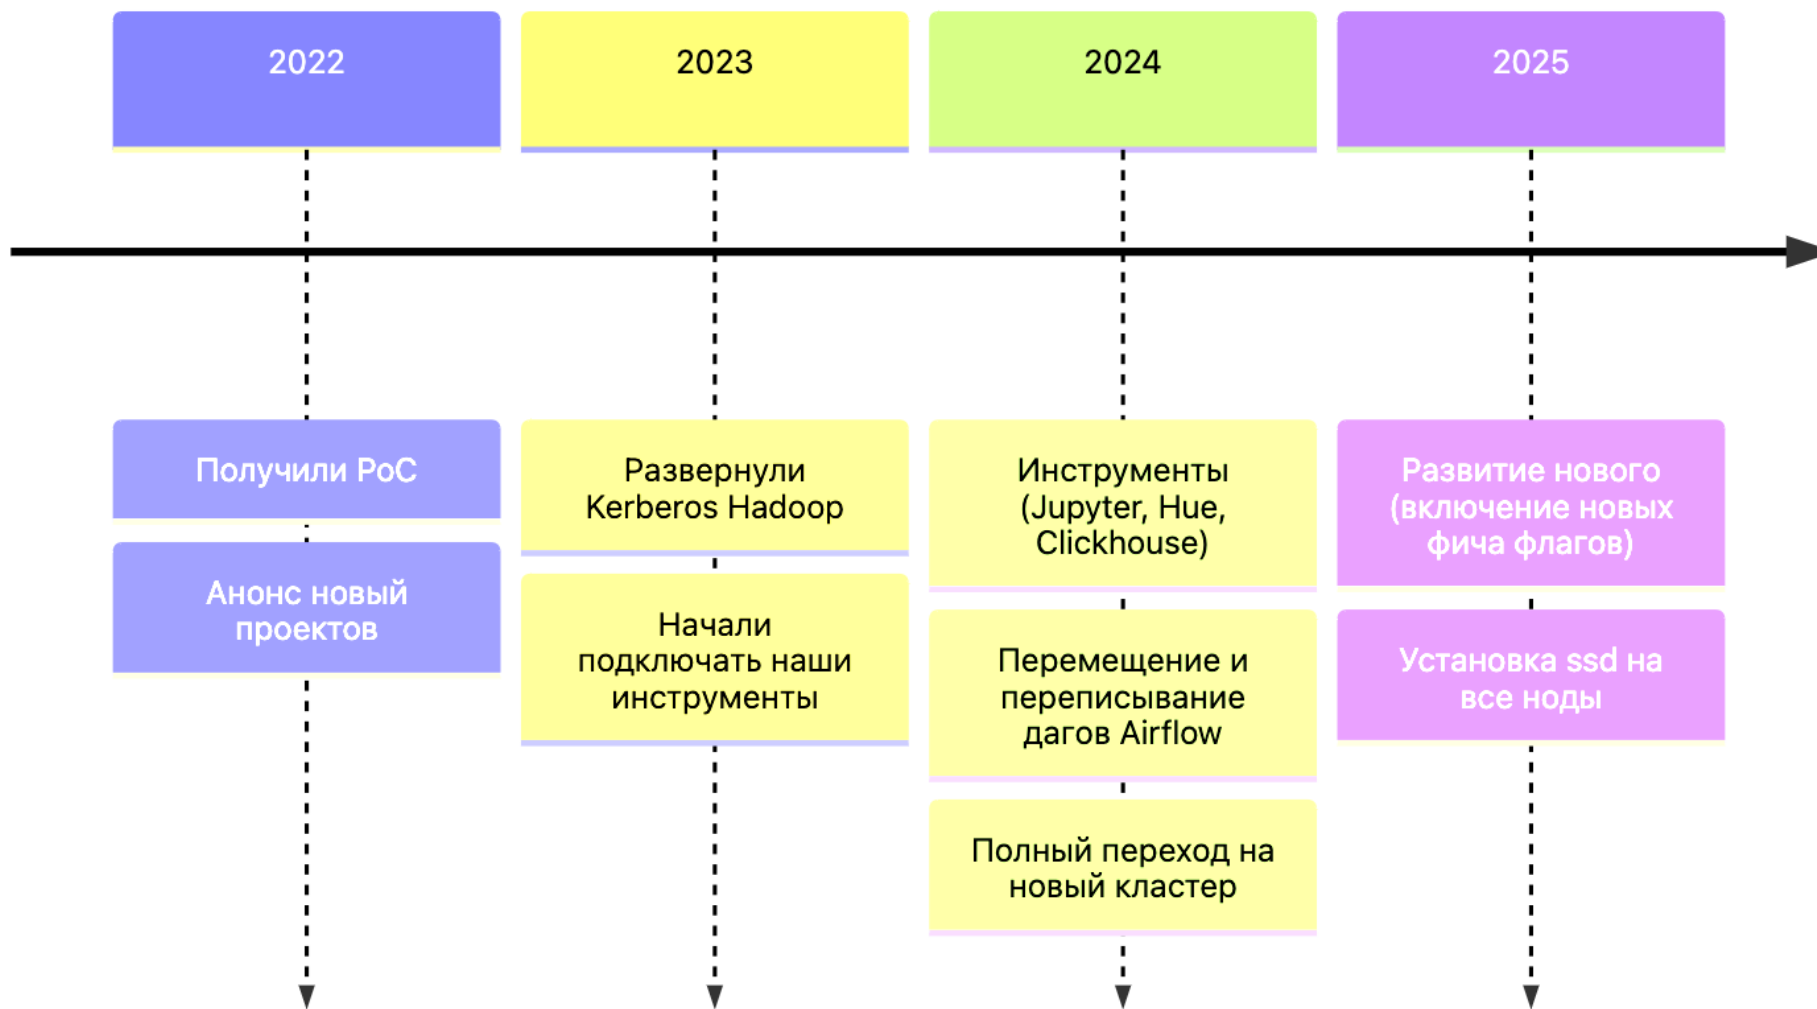 2022
2023
2024
2025
Получили PoC
Анонс новый
проектов
Развернули
Kerberos Hadoop
Начали
подключать наши
инструменты
Инструменты
(Jupyter, Hue,
Clickhouse)
Перемещение и
переписывание
дагов Airflow
Полный переход на
новый кластер
Развитие нового
(включение новых
фича флагов)
Установка ssd на
все ноды